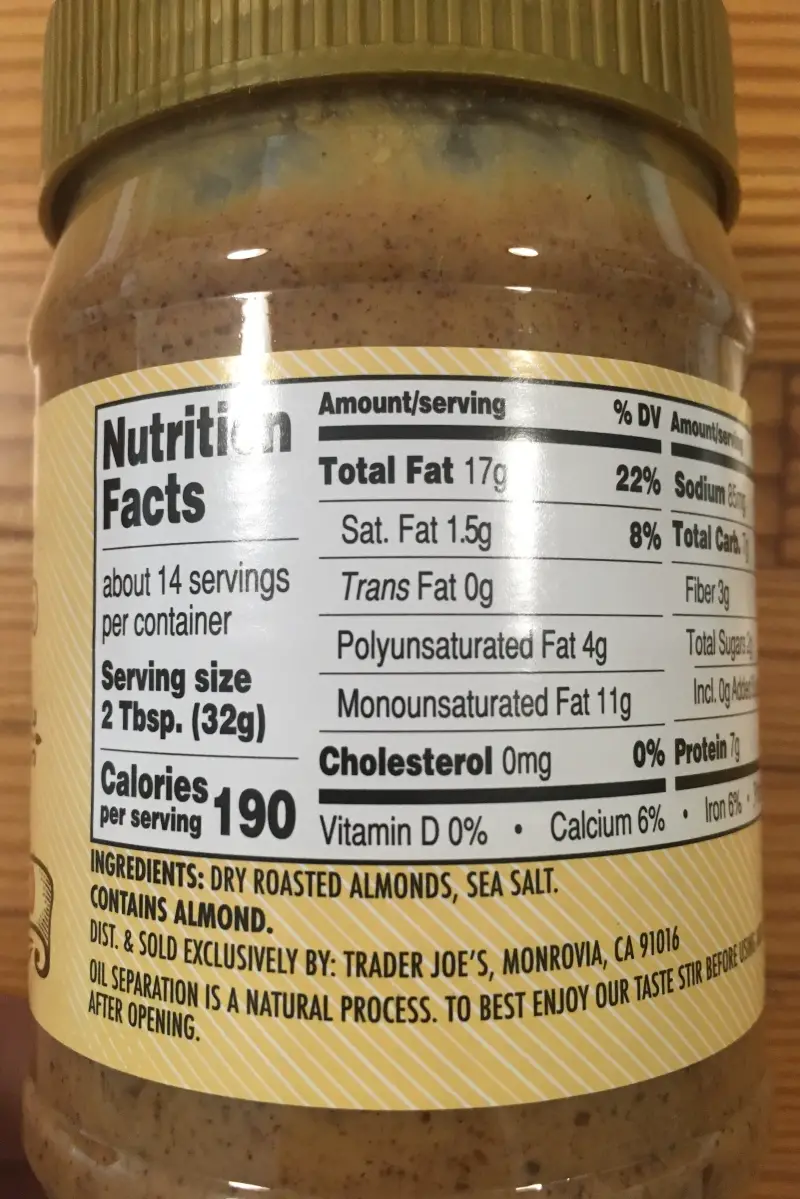 Nutrition
Facts
about 14 servings
per container
Serving size
2 Tbsp. (32g)
Calories
per serving 190
Amount/serving % DV
Total Fat 17g 22%
Sat. Fat 1.5g 8%
Trans Fat 0g
Polyunsaturated Fat 4g
Monounsaturated Fat 11g
Cholesterol 0mg 0%
Amount/serving
Sodium 85mg
Total Carb.
Fiber 3g
Total Sugars
Incl. 0g Added
Protein 7g
Vitamin D 0% • Calcium 6% • Iron 6% •
INGREDIENTS: DRY ROASTED ALMONDS, SEA SALT.
CONTAINS ALMOND.
DIST. & SOLD EXCLUSIVELY BY: TRADER JOE'S, MONROVIA, CA 91016
OIL SEPARATION IS A NATURAL PROCESS. TO BEST ENJOY OUR TASTE STIR BEFORE USING.
AFTER OPENING.